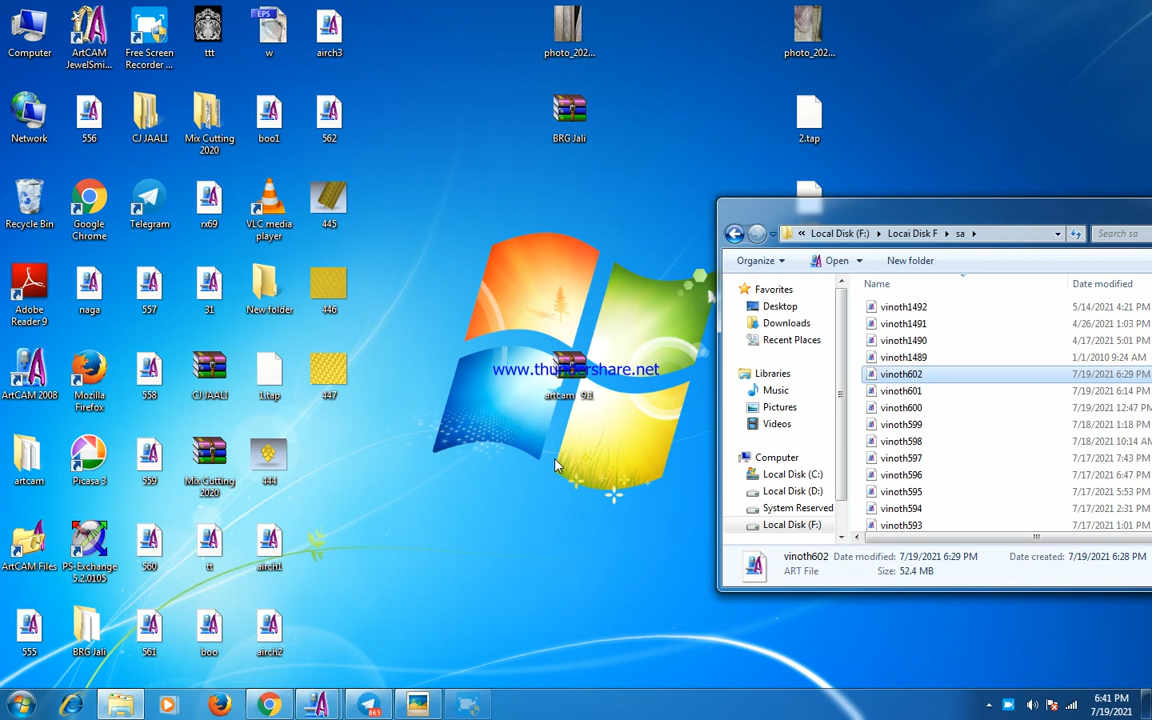 Computer
ArtCAM JewelSmi...
Free Screen Recorder ...
ttt
EPS
w
airch3
photo_202...
photo_202...
Network
556
CJ JAALI
Mix Cutting 2020
boo1
562
BRG Jali
2.tap
Recycle Bin
Google Chrome
Telegram
rx69
VLC media player
445
Adobe Reader 9
naga
557
31
New folder
446
ArtCAM 2008
Mozilla Firefox
558
CJ JAALI
1.tap
447
www.thundershare.net
artcam 9.1
artcam
Picasa 3
559
Mix Cutting 2020
444
ArtCAM Files
PS-Exchange 5.2.0105
560
tt
airch1
555
BRG Jali
561
boo
airch2
« Local Disk (F:) Locai Disk F sa
Search sa
Organize Open New folder
Favorites
Desktop
Downloads
Recent Places
Libraries
Music
Pictures
Videos
Computer
Local Disk (C:)
Local Disk (D:)
System Reserved
Local Disk (F:)
Name Date modified
vinoth1492 5/14/2021 4:21 PM
vinoth1491 4/26/2021 1:03 PM
vinoth1490 4/17/2021 5:01 PM
vinoth1489 1/1/2010 9:24 AM
vinoth602 7/19/2021 6:29 PM
vinoth601 7/19/2021 6:14 PM
vinoth600 7/19/2021 12:47 PM
vinoth599 7/18/2021 1:18 PM
vinoth598 7/18/2021 10:14 AM
vinoth597 7/17/2021 7:43 PM
vinoth596 7/17/2021 6:47 PM
vinoth595 7/17/2021 5:53 PM
vinoth594 7/17/2021 2:31 PM
vinoth593 7/17/2021 1:01 PM
vinoth602 Date modified: 7/19/2021 6:29 PM Date created: 7/19/2021 6:28 PM
ART File Size: 52.4 MB
865
6:41 PM
7/19/2021